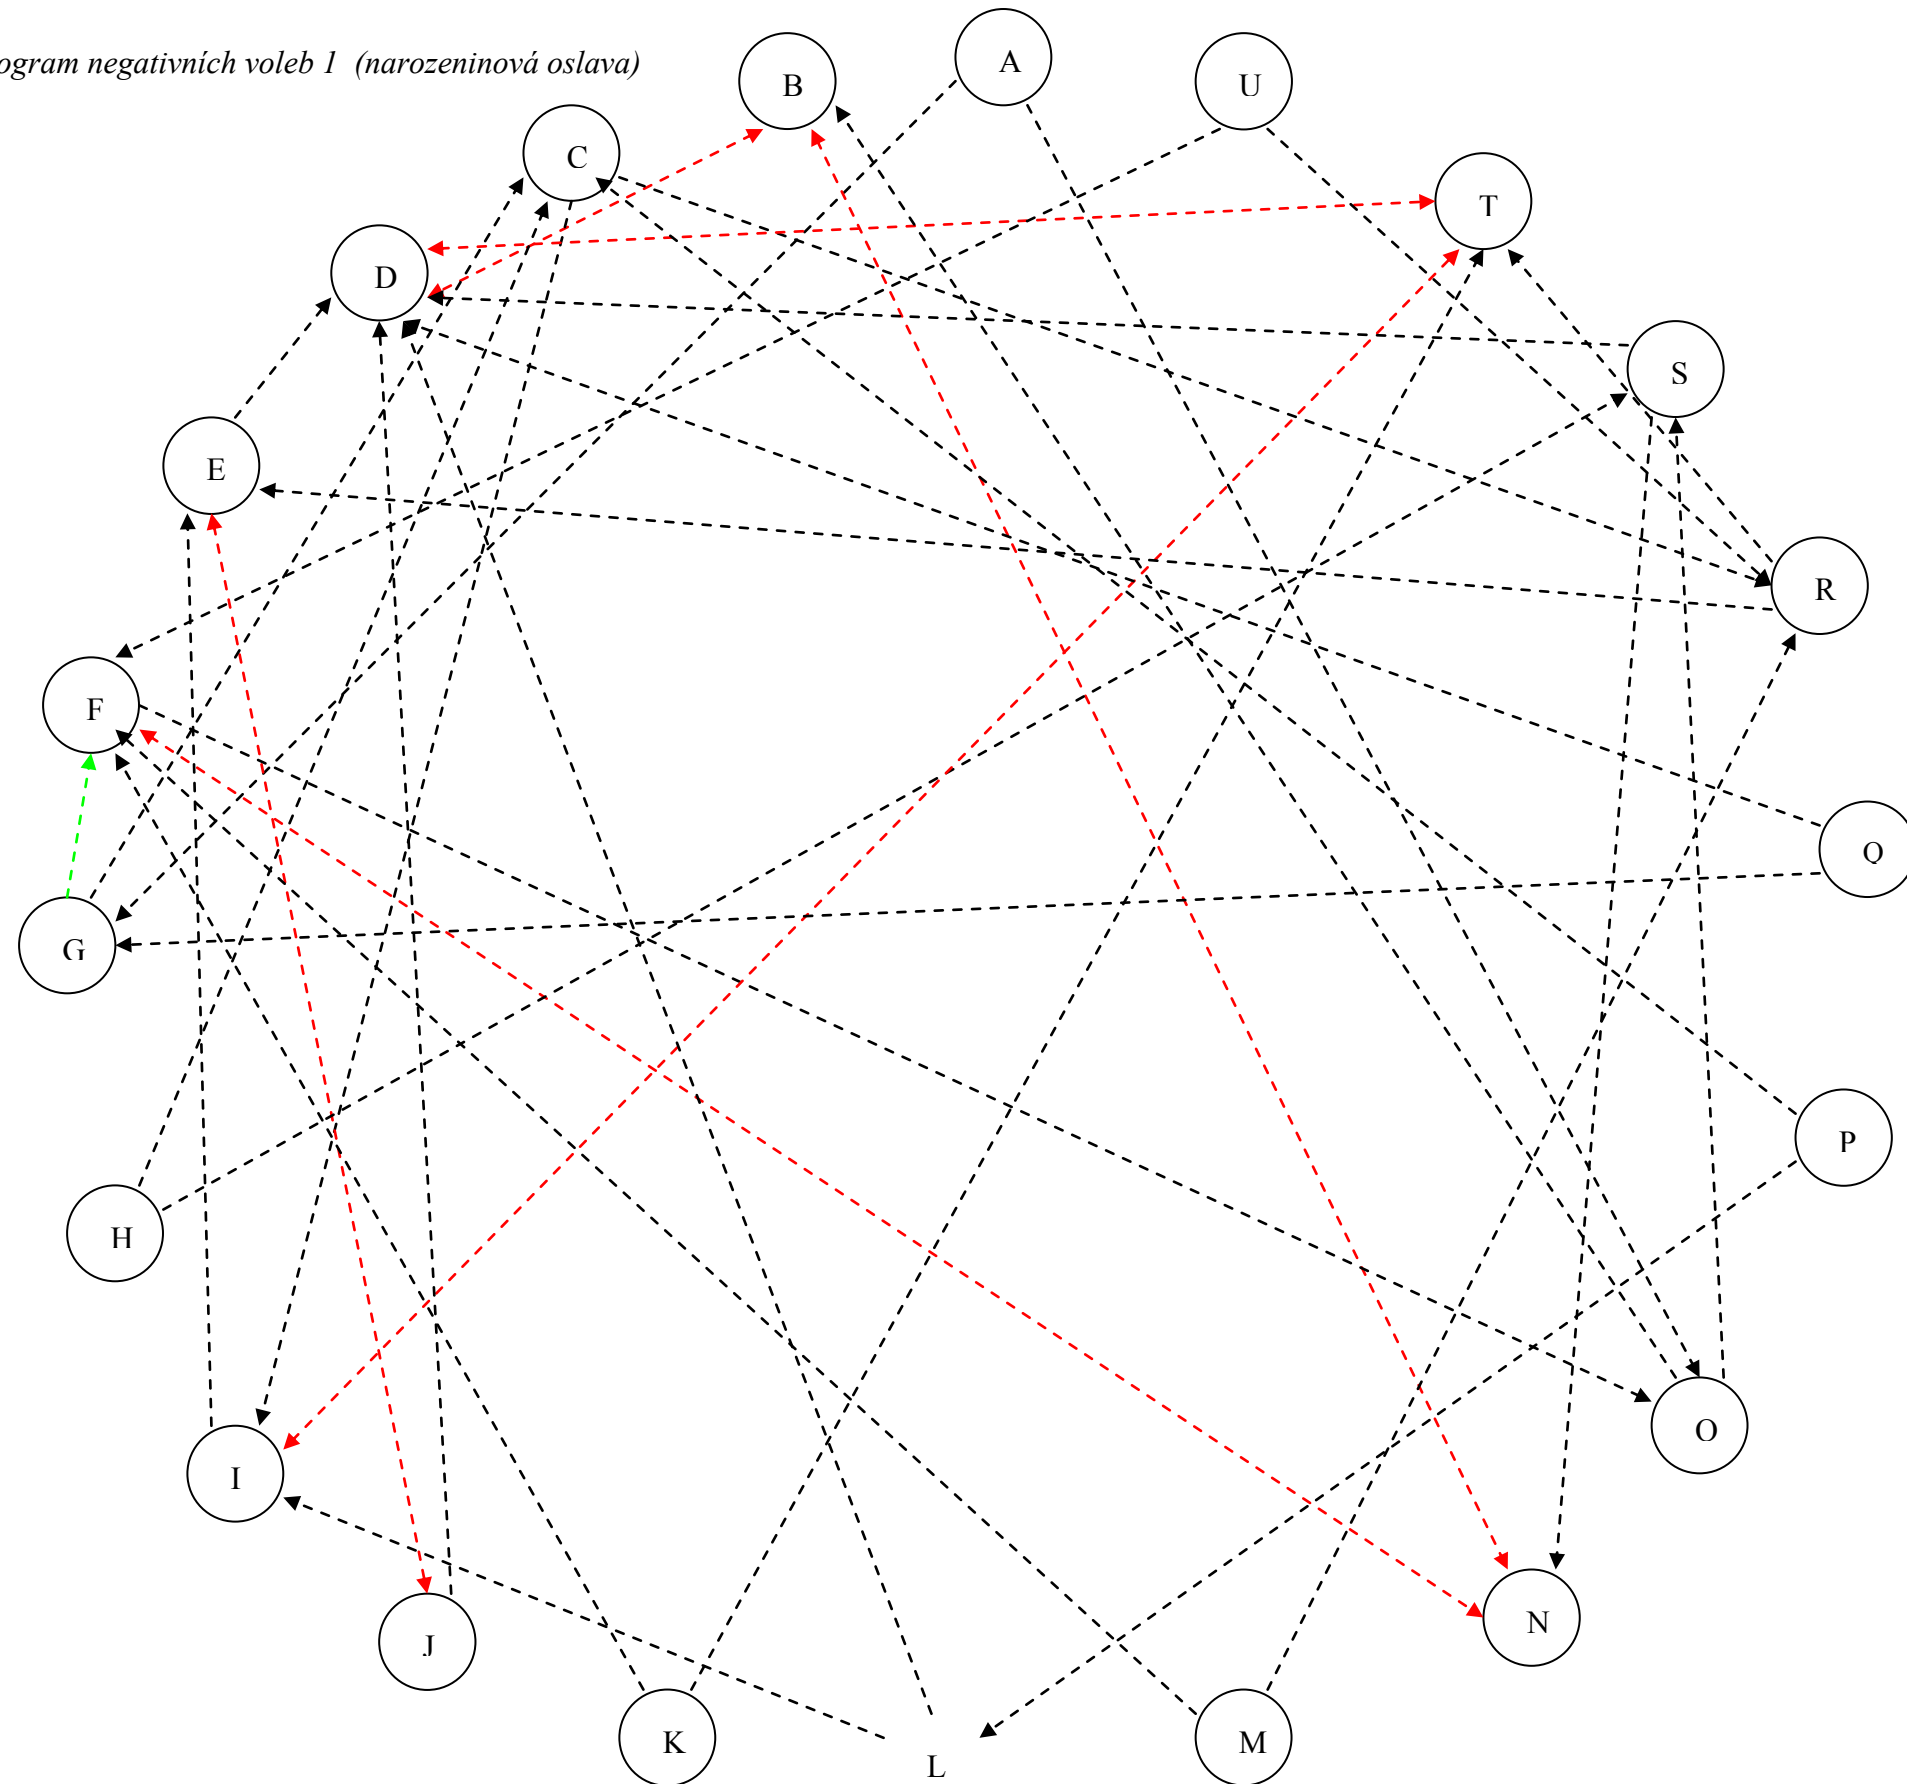 ogram negativních voleb 1 (narozeninová oslava)
A
B
U
C
T
D
S
E
R
F
Q
G
P
H
O
I
N
J
K
M
L